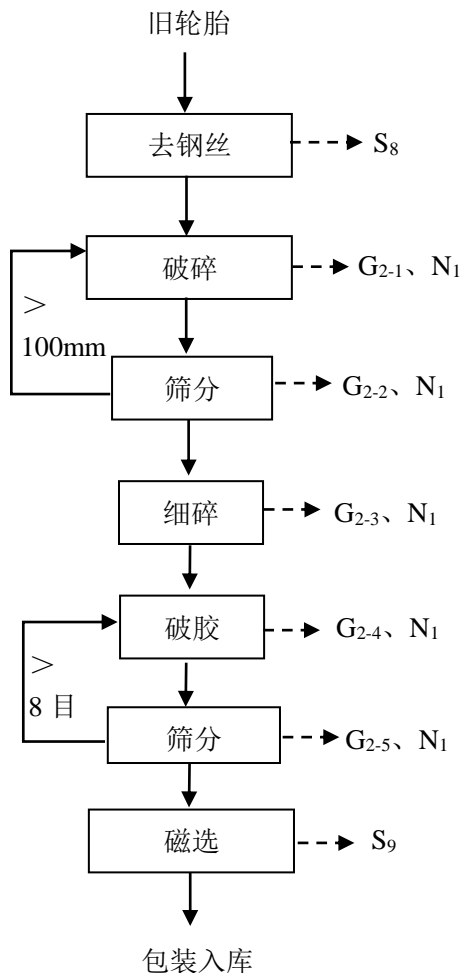 旧轮胎
去钢丝
S8
破碎
G2-1、N1
＞
100mm
筛分
G2-2、N1
细碎
G2-3、N1
破胶
G2-4、N1
＞
8 目
筛分
G2-5、N1
磁选
S9
包装入库